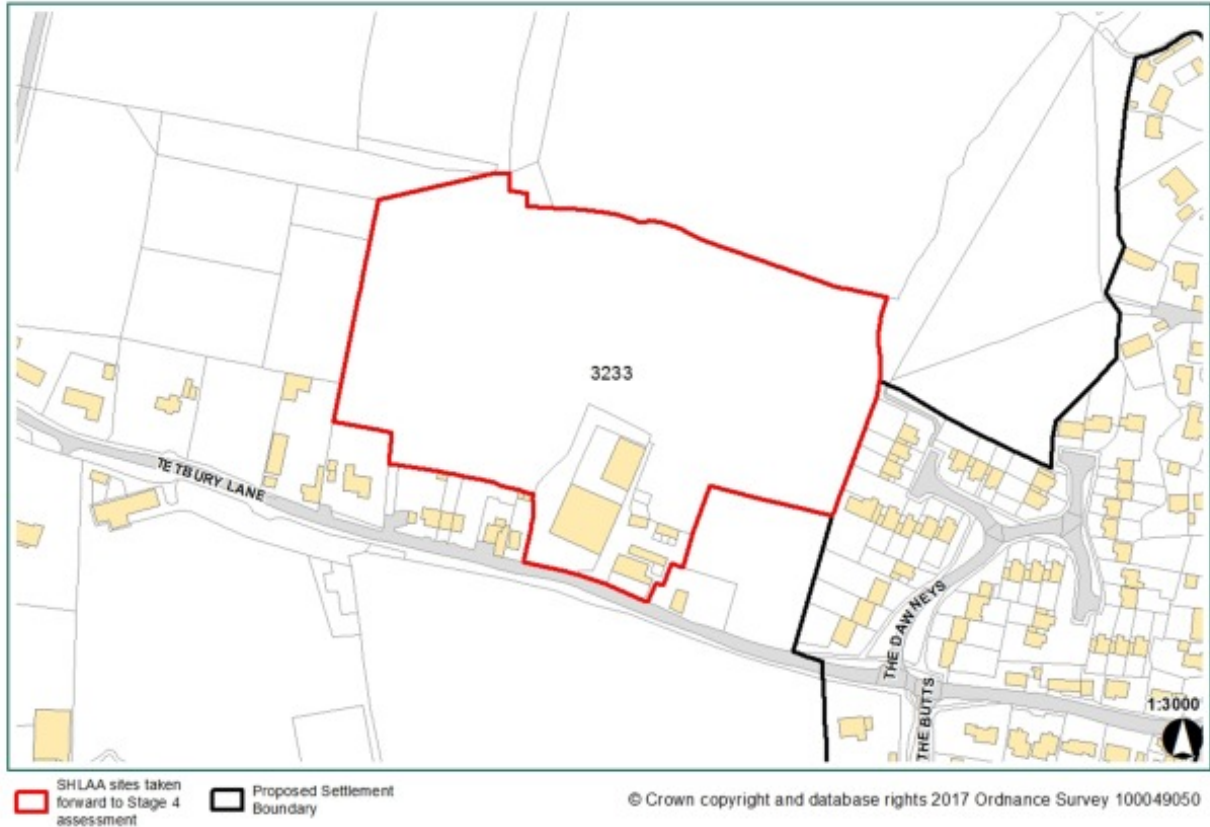 3233
TETBURY LANE
THE DAWNEYS
THE BUTTS
1:3000
SHLAA sites taken
forward to Stage 4
assessment
Proposed Settlement
Boundary
© Crown copyright and database rights 2017 Ordnance Survey 100049050